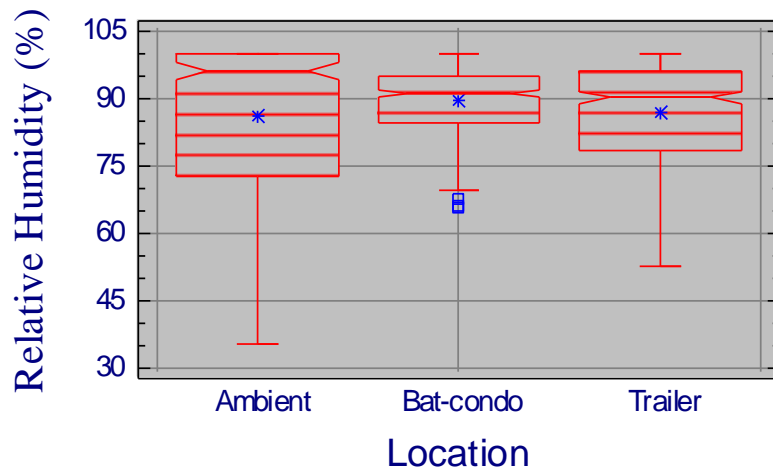 Relative Humidity (%)
105
90
75
60
45
30
Ambient Bat-condo Trailer
Location